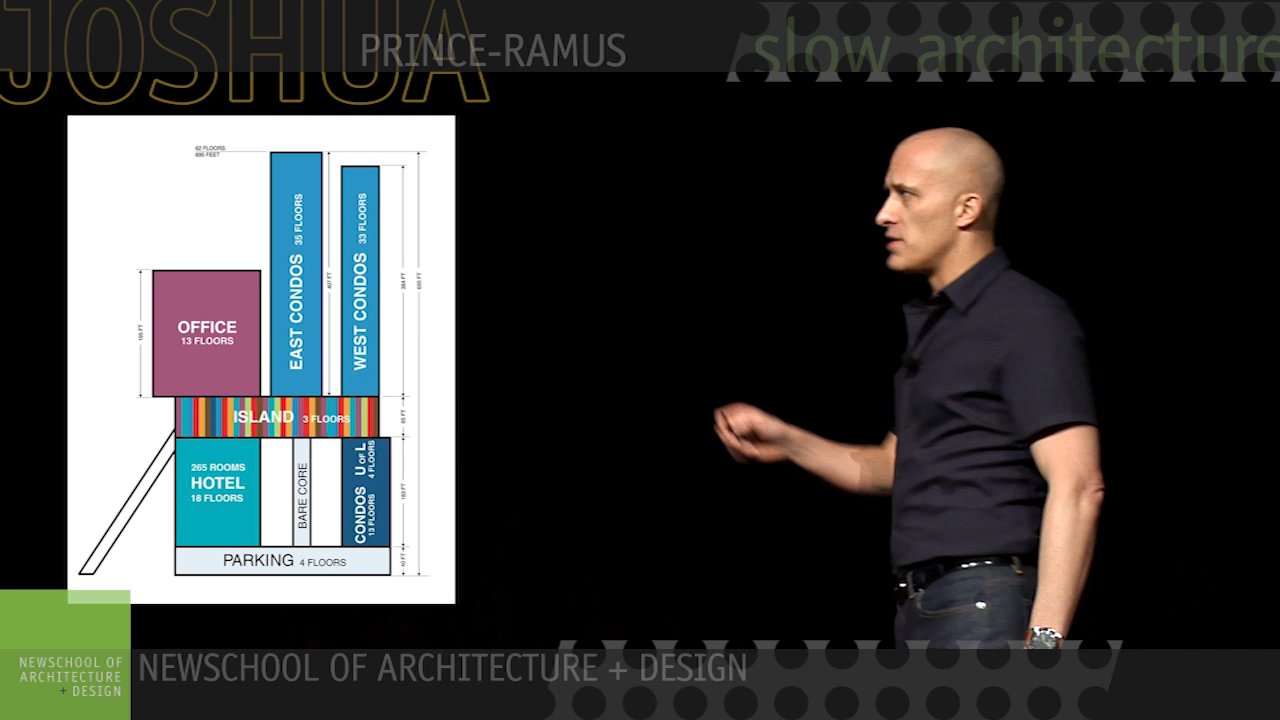 JOSHUA
PRINCE-RAMUS
slow architecture
62 FLOORS
EAST CONDOS 35 FLOORS
WEST CONDOS 33 FLOORS
OFFICE
13 FLOORS
ISLAND 3 FLOORS
265 ROOMS
HOTEL
18 FLOORS
BARE CORE
CONDOS
13 FLOORS
U OF L
4 FLOORS
PARKING 4 FLOORS
NEWSCHOOL OF
ARCHITECTURE
+ DESIGN
NEWSCHOOL OF ARCHITECTURE + DESIGN